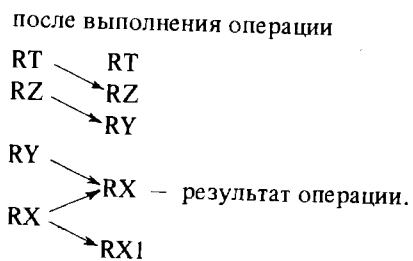 после выполнения операции
RT RT
RZ RZ
RY
RY
RX – результат операции.
RX
RX1